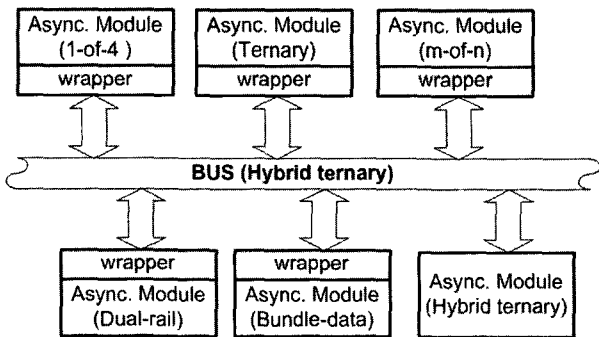 Async. Module
(1-of-4 )
wrapper
Async. Module
(Ternary)
wrapper
Async. Module
(m-of-n)
wrapper
BUS (Hybrid ternary)
wrapper
Async. Module
(Dual-rail)
wrapper
Async. Module
(Bundle-data)
Async. Module
(Hybrid ternary)